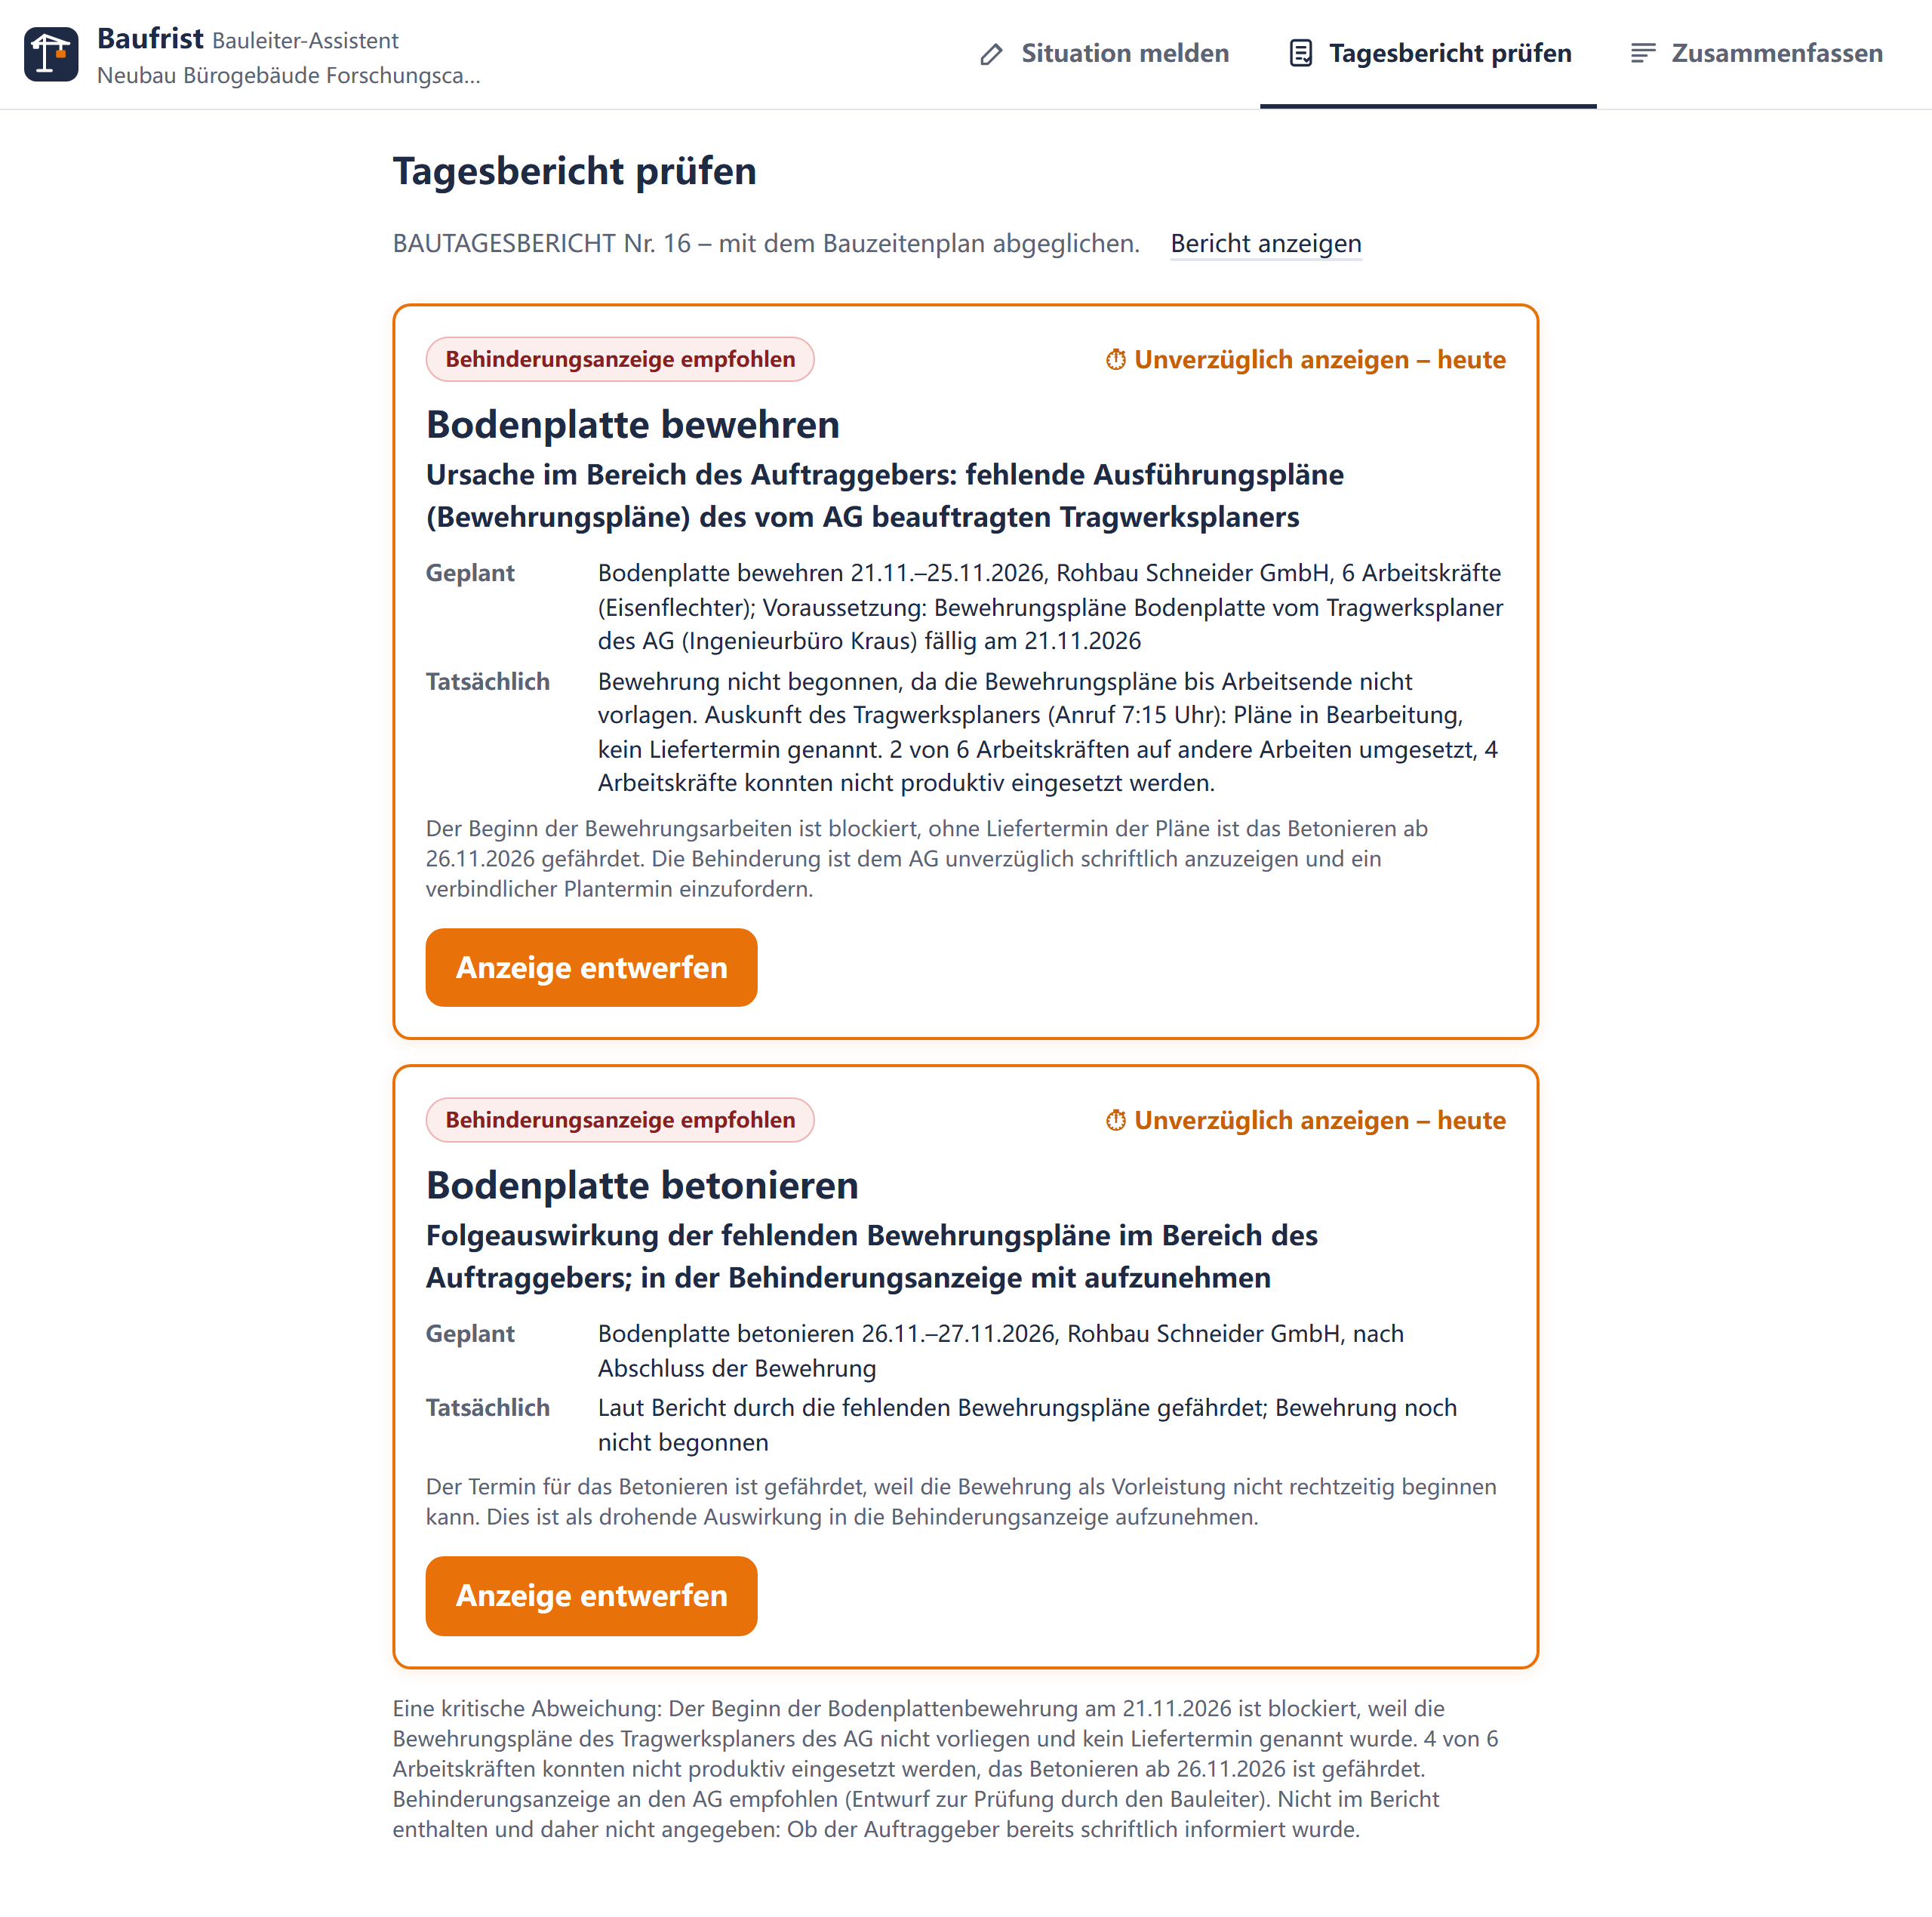 Baufrist Bauleiter-Assistent
Neubau Bürogebäude Forschungsca...
Situation melden
Tagesbericht prüfen
Zusammenfassen
Tagesbericht prüfen
BAUTAGESBERICHT Nr. 16 – mit dem Bauzeitenplan abgeglichen. Bericht anzeigen
Behinderungsanzeige empfohlen
⏱ Unverzüglich anzeigen – heute
Bodenplatte bewehren
Ursache im Bereich des Auftraggebers: fehlende Ausführungspläne
(Bewehrungspläne) des vom AG beauftragten Tragwerksplaners
Geplant
Bodenplatte bewehren 21.11.–25.11.2026, Rohbau Schneider GmbH, 6 Arbeitskräfte
(Eisenflechter); Voraussetzung: Bewehrungspläne Bodenplatte vom Tragwerksplaner
des AG (Ingenieurbüro Kraus) fällig am 21.11.2026
Tatsächlich
Bewehrung nicht begonnen, da die Bewehrungspläne bis Arbeitsende nicht
vorlagen. Auskunft des Tragwerksplaners (Anruf 7:15 Uhr): Pläne in Bearbeitung,
kein Liefertermin genannt. 2 von 6 Arbeitskräften auf andere Arbeiten umgesetzt, 4
Arbeitskräfte konnten nicht produktiv eingesetzt werden.
Der Beginn der Bewehrungsarbeiten ist blockiert, ohne Liefertermin der Pläne ist das Betonieren ab
26.11.2026 gefährdet. Die Behinderung ist dem AG unverzüglich schriftlich anzuzeigen und ein
verbindlicher Plantermin einzufordern.
Anzeige entwerfen
Behinderungsanzeige empfohlen
⏱ Unverzüglich anzeigen – heute
Bodenplatte betonieren
Folgeauswirkung der fehlenden Bewehrungspläne im Bereich des
Auftraggebers; in der Behinderungsanzeige mit aufzunehmen
Geplant
Bodenplatte betonieren 26.11.–27.11.2026, Rohbau Schneider GmbH, nach
Abschluss der Bewehrung
Tatsächlich
Laut Bericht durch die fehlenden Bewehrungspläne gefährdet; Bewehrung noch
nicht begonnen
Der Termin für das Betonieren ist gefährdet, weil die Bewehrung als Vorleistung nicht rechtzeitig beginnen
kann. Dies ist als drohende Auswirkung in die Behinderungsanzeige aufzunehmen.
Anzeige entwerfen
Eine kritische Abweichung: Der Beginn der Bodenplattenbewehrung am 21.11.2026 ist blockiert, weil die
Bewehrungspläne des Tragwerksplaners des AG nicht vorliegen und kein Liefertermin genannt wurde. 4 von 6
Arbeitskräften konnten nicht produktiv eingesetzt werden, das Betonieren ab 26.11.2026 ist gefährdet.
Behinderungsanzeige an den AG empfohlen (Entwurf zur Prüfung durch den Bauleiter). Nicht im Bericht
enthalten und daher nicht angegeben: Ob der Auftraggeber bereits schriftlich informiert wurde.